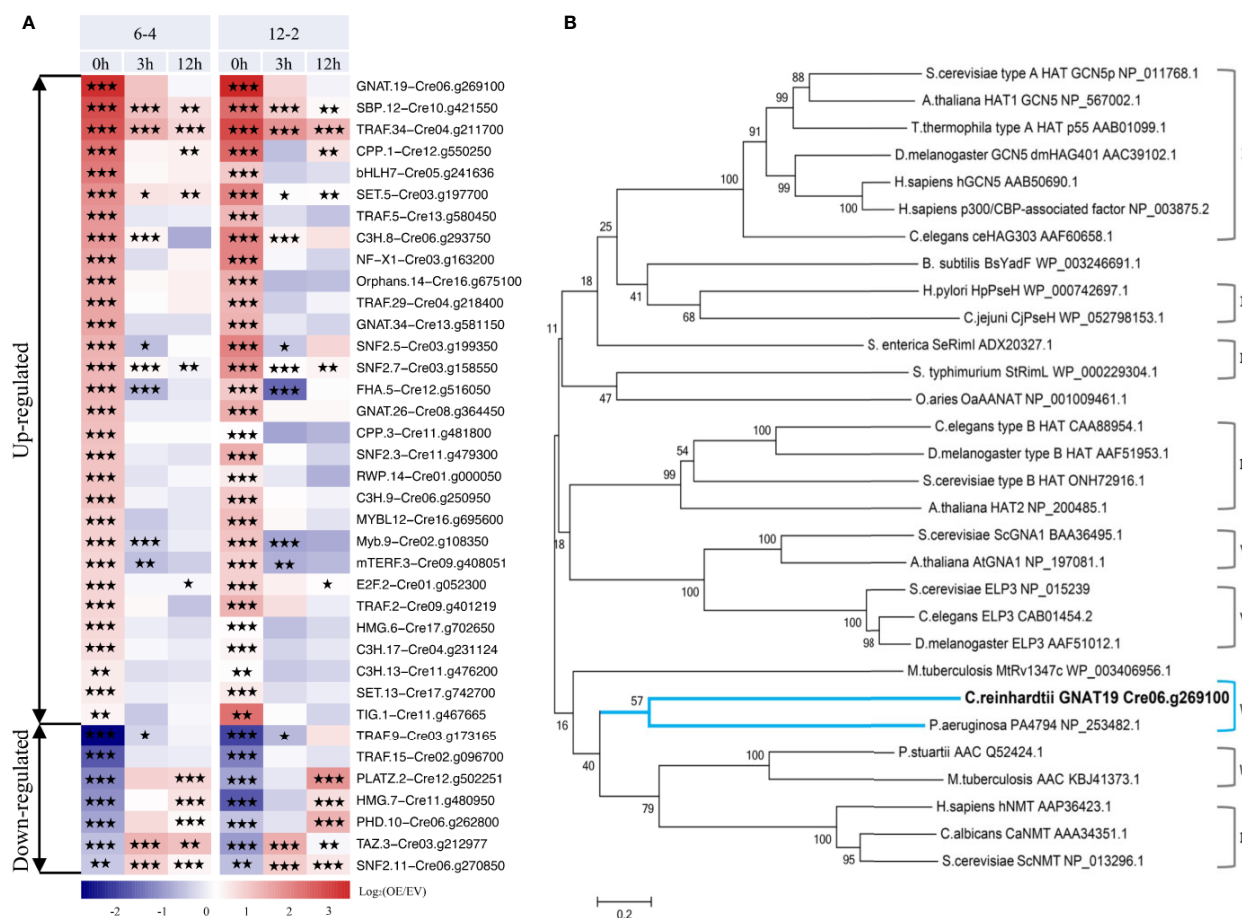 A
6-4 12-2
0h 3h 12h 0h 3h 12h
Up-regulated
Down-regulated
★★★ ★★★ GNAT.19−Cre06.g269100
★★★ ★★★ ★★ ★★★ ★★★ ★★ SBP.12−Cre10.g421550
★★★ ★★★ ★★★ ★★★ ★★★ ★★★ TRAF.34−Cre04.g211700
★★★ ★★ ★★★ ★★ CPP.1−Cre12.g550250
★★★ ★★★ bHLH7−Cre05.g241636
★★★ ★ ★★ ★★★ ★ ★★ SET.5−Cre03.g197700
★★★ ★★★ TRAF.5−Cre13.g580450
★★★ ★★★ ★★★ ★★★ C3H.8−Cre06.g293750
★★★ ★★★ NF−X1−Cre03.g163200
★★★ ★★★ Orphans.14−Cre16.g675100
★★★ ★★★ TRAF.29−Cre04.g218400
★★★ ★★★ GNAT.34−Cre13.g581150
★★★ ★ ★★★ ★ SNF2.5−Cre03.g199350
★★★ ★★★ ★★ ★★★ ★★★ ★★ SNF2.7−Cre03.g158550
★★★ ★★★ ★★★ ★★★ FHA.5−Cre12.g516050
★★★ ★★★ GNAT.26−Cre08.g364450
★★★ ★★★ CPP.3−Cre11.g481800
★★★ ★★★ SNF2.3−Cre11.g479300
★★★ ★★★ RWP.14−Cre01.g000050
★★★ ★★★ C3H.9−Cre06.g250950
★★★ ★★★ MYBL12−Cre16.g695600
★★★ ★★★ ★★★ ★★★ Myb.9−Cre02.g108350
★★★ ★★ ★★★ ★★ mTERF.3−Cre09.g408051
★★★ ★ ★★★ ★ E2F.2−Cre01.g052300
★★★ ★★★ TRAF.2−Cre09.g401219
★★★ ★★★ HMG.6−Cre17.g702650
★★★ ★★★ C3H.17−Cre04.g231124
★★ ★★ C3H.13−Cre11.g476200
★★★ ★★★ SET.13−Cre17.g742700
★★ ★★ TIG.1−Cre11.g467665
★★★ ★ ★★★ ★ TRAF.9−Cre03.g173165
★★★ ★★★ TRAF.15−Cre02.g096700
★★★ ★★★ ★★★ ★★★ PLATZ.2−Cre12.g502251
★★★ ★★★ ★★★ ★★★ HMG.7−Cre11.g480950
★★★ ★★★ ★★★ ★★★ PHD.10−Cre06.g262800
★★★ ★★★ ★★ ★★★ ★★★ ★★ TAZ.3−Cre03.g212977
★★ ★★★ ★★★ ★★ ★★★ ★★★ SNF2.11−Cre06.g270850
Log₂(OE/EV)
-2 -1 0 1 2 3
B
S.cerevisiae type A HAT GCN5p NP_011768.1
A.thaliana HAT1 GCN5 NP_567002.1
T.thermophila type A HAT p55 AAB01099.1
D.melanogaster GCN5 dmHAG401 AAC39102.1
H.sapiens hGCN5 AAB50690.1
H.sapiens p300/CBP-associated factor NP_003875.2
C.elegans ceHAG303 AAF60658.1
B. subtilis BsYadF WP_003246691.1
H.pylori HpPseH WP_000742697.1
C.jejuni CjPseH WP_052798153.1
S. enterica SeRimI ADX20327.1
S. typhimurium StRimL WP_000229304.1
O.aries OaAANAT NP_001009461.1
C.elegans type B HAT CAA88954.1
D.melanogaster type B HAT AAF51953.1
S.cerevisiae type B HAT ONH72916.1
A.thaliana HAT2 NP_200485.1
S.cerevisiae ScGNA1 BAA36495.1
A.thaliana AtGNA1 NP_197081.1
S.cerevisiae ELP3 NP_015239
C.elegans ELP3 CAB01454.2
D.melanogaster ELP3 AAF51012.1
M.tuberculosis MtRv1347c WP_003406956.1
C.reinhardtii GNAT19 Cre06.g269100
P.aeruginosa PA4794 NP_253482.1
P.stuartii AAC Q52424.1
M.tuberculosis AAC KBJ41373.1
H.sapiens hNMT AAP36423.1
C.albicans CaNMT AAA34351.1
S.cerevisiae ScNMT NP_013296.1
88
99
91
99
100
100
25
41
68
18
11
47
100
54
99
18
100
100
100
98
57
16
40
100
79
100
95
0.2